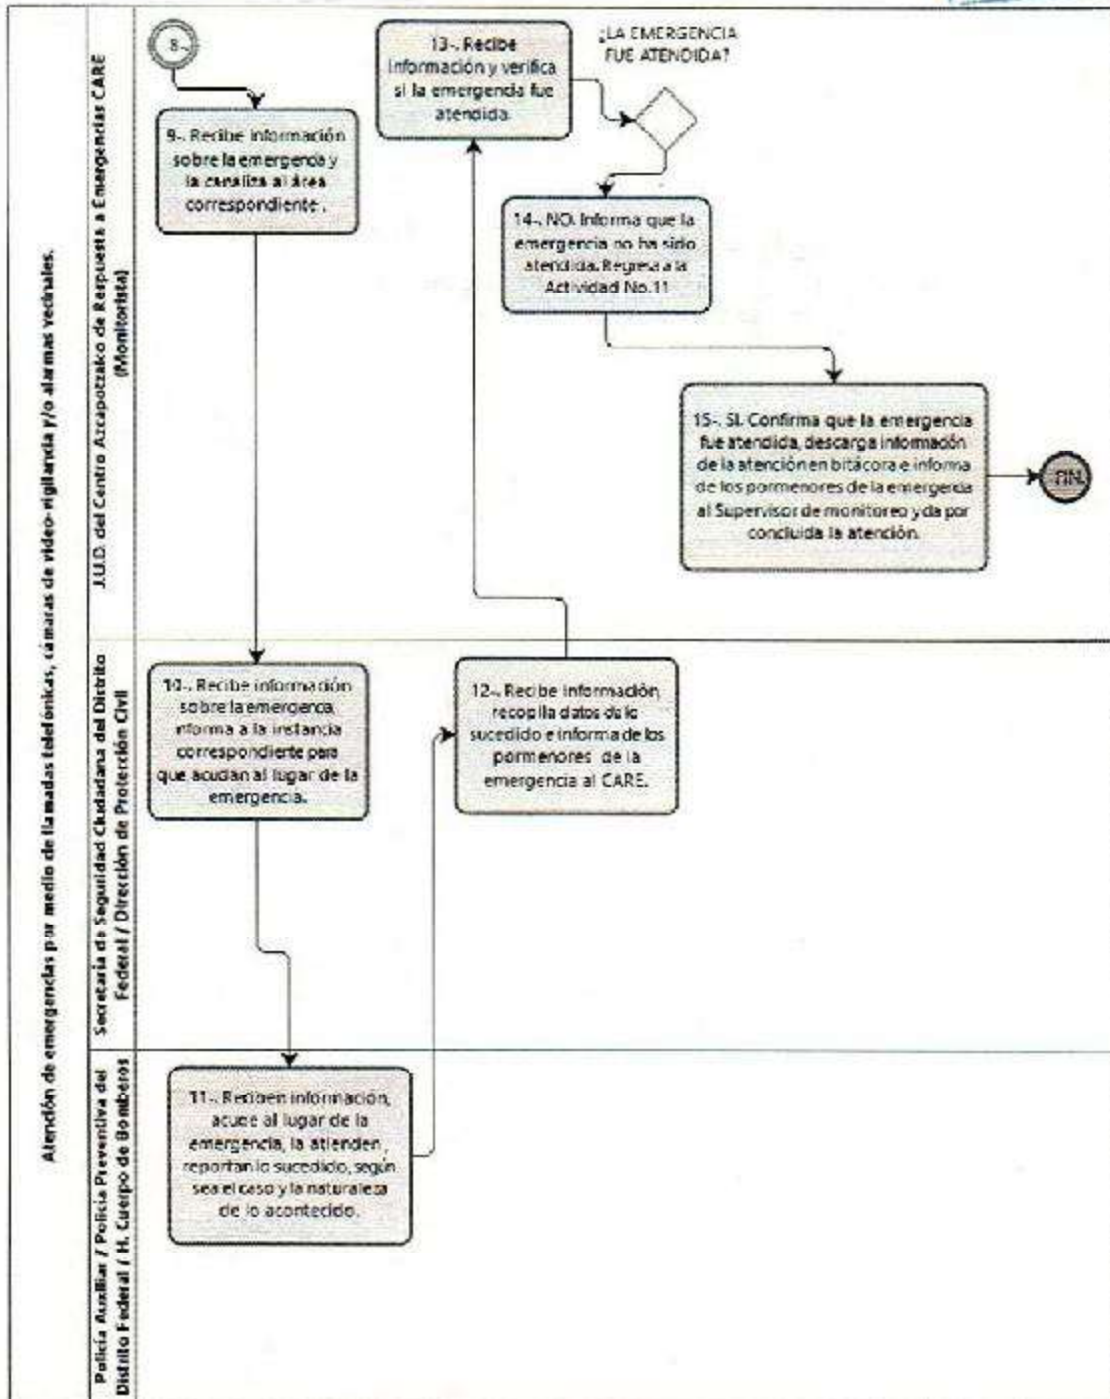 Atención de emergencias por medio de llamadas telefónicas, cámaras de video-vigilancia y/o alarmas vecinales.
J.U.D. del Centro Azcapotzalco de Respuesta a Emergencias CARE
(Monitorista)
8-.
9-. Recibe información
sobre la emergencia y
la canaliza al área
correspondiente .
13-. Recibe
información y verifica
si la emergencia fue
atendida.
¿LA EMERGENCIA
FUE ATENDIDA?
14-. NO. Informa que la
emergencia no ha sido
atendida. Regresa a la
Actividad No.11
15-. SI. Confirma que la emergencia
fue atendida, descarga información
de la atención en bitácora e informa
de los pormenores de la emergencia
al Supervisor de monitoreo y da por
concluida la atención.
FIN.
Secretaría de Seguridad Ciudadana del Distrito
Federal / Dirección de Protección Civil
10-. Recibe información
sobre la emergencia,
informa a la instancia
correspondiente para
que acudan al lugar de la
emergencia.
12-. Recibe información,
recopila datos de lo
sucedido e informa de los
pormenores de la
emergencia al CARE.
Policía Auxiliar / Policía Preventiva del
Distrito Federal / H. Cuerpo de Bomberos
11-. Reciben información,
acude al lugar de la
emergencia, la atienden ,
reportan lo sucedido, según
sea el caso y la naturaleza
de lo acontecido.